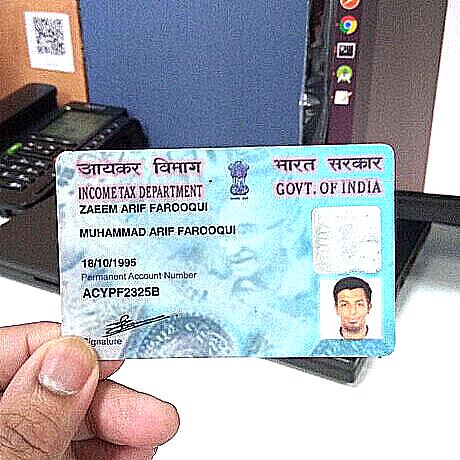 आयकर विभाग
INCOME TAX DEPARTMENT
भारत सरकार
GOVT. OF INDIA
ZAEEM ARIF FAROOQUI
MUHAMMAD ARIF FAROOQUI
18/10/1995
Permanent Account Number
ACYPF2325B
Signature